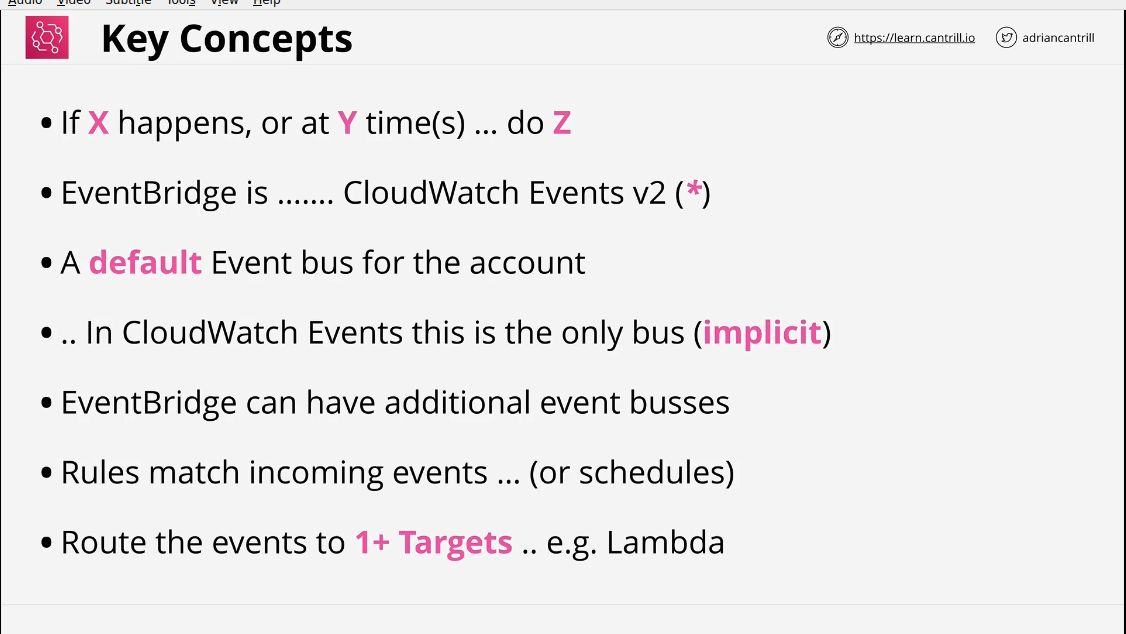 Audio Video Subtitle Tools View Help
Key Concepts
https://learn.cantrill.io adriancantrill
• If X happens, or at Y time(s) ... do Z
• EventBridge is ....... CloudWatch Events v2 (*)
• A default Event bus for the account
• .. In CloudWatch Events this is the only bus (implicit)
• EventBridge can have additional event busses
• Rules match incoming events ... (or schedules)
• Route the events to 1+ Targets .. e.g. Lambda